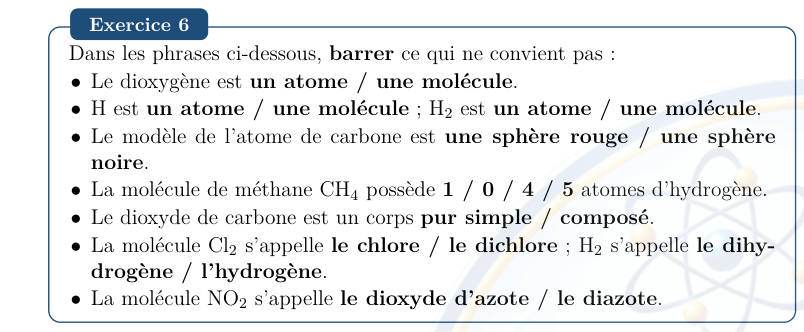 Exercice 6
Dans les phrases ci-dessous, barrer ce qui ne convient pas :
• Le dioxygène est un atome / une molécule.
• H est un atome / une molécule ; H₂ est un atome / une molécule.
• Le modèle de l'atome de carbone est une sphère rouge / une sphère
noire.
• La molécule de méthane CH₄ possède 1 / 0 / 4 / 5 atomes d'hydrogène.
• Le dioxyde de carbone est un corps pur simple / composé.
• La molécule Cl₂ s'appelle le chlore / le dichlore ; H₂ s'appelle le dihy-
drogène / l'hydrogène.
• La molécule NO₂ s'appelle le dioxyde d'azote / le diazote.